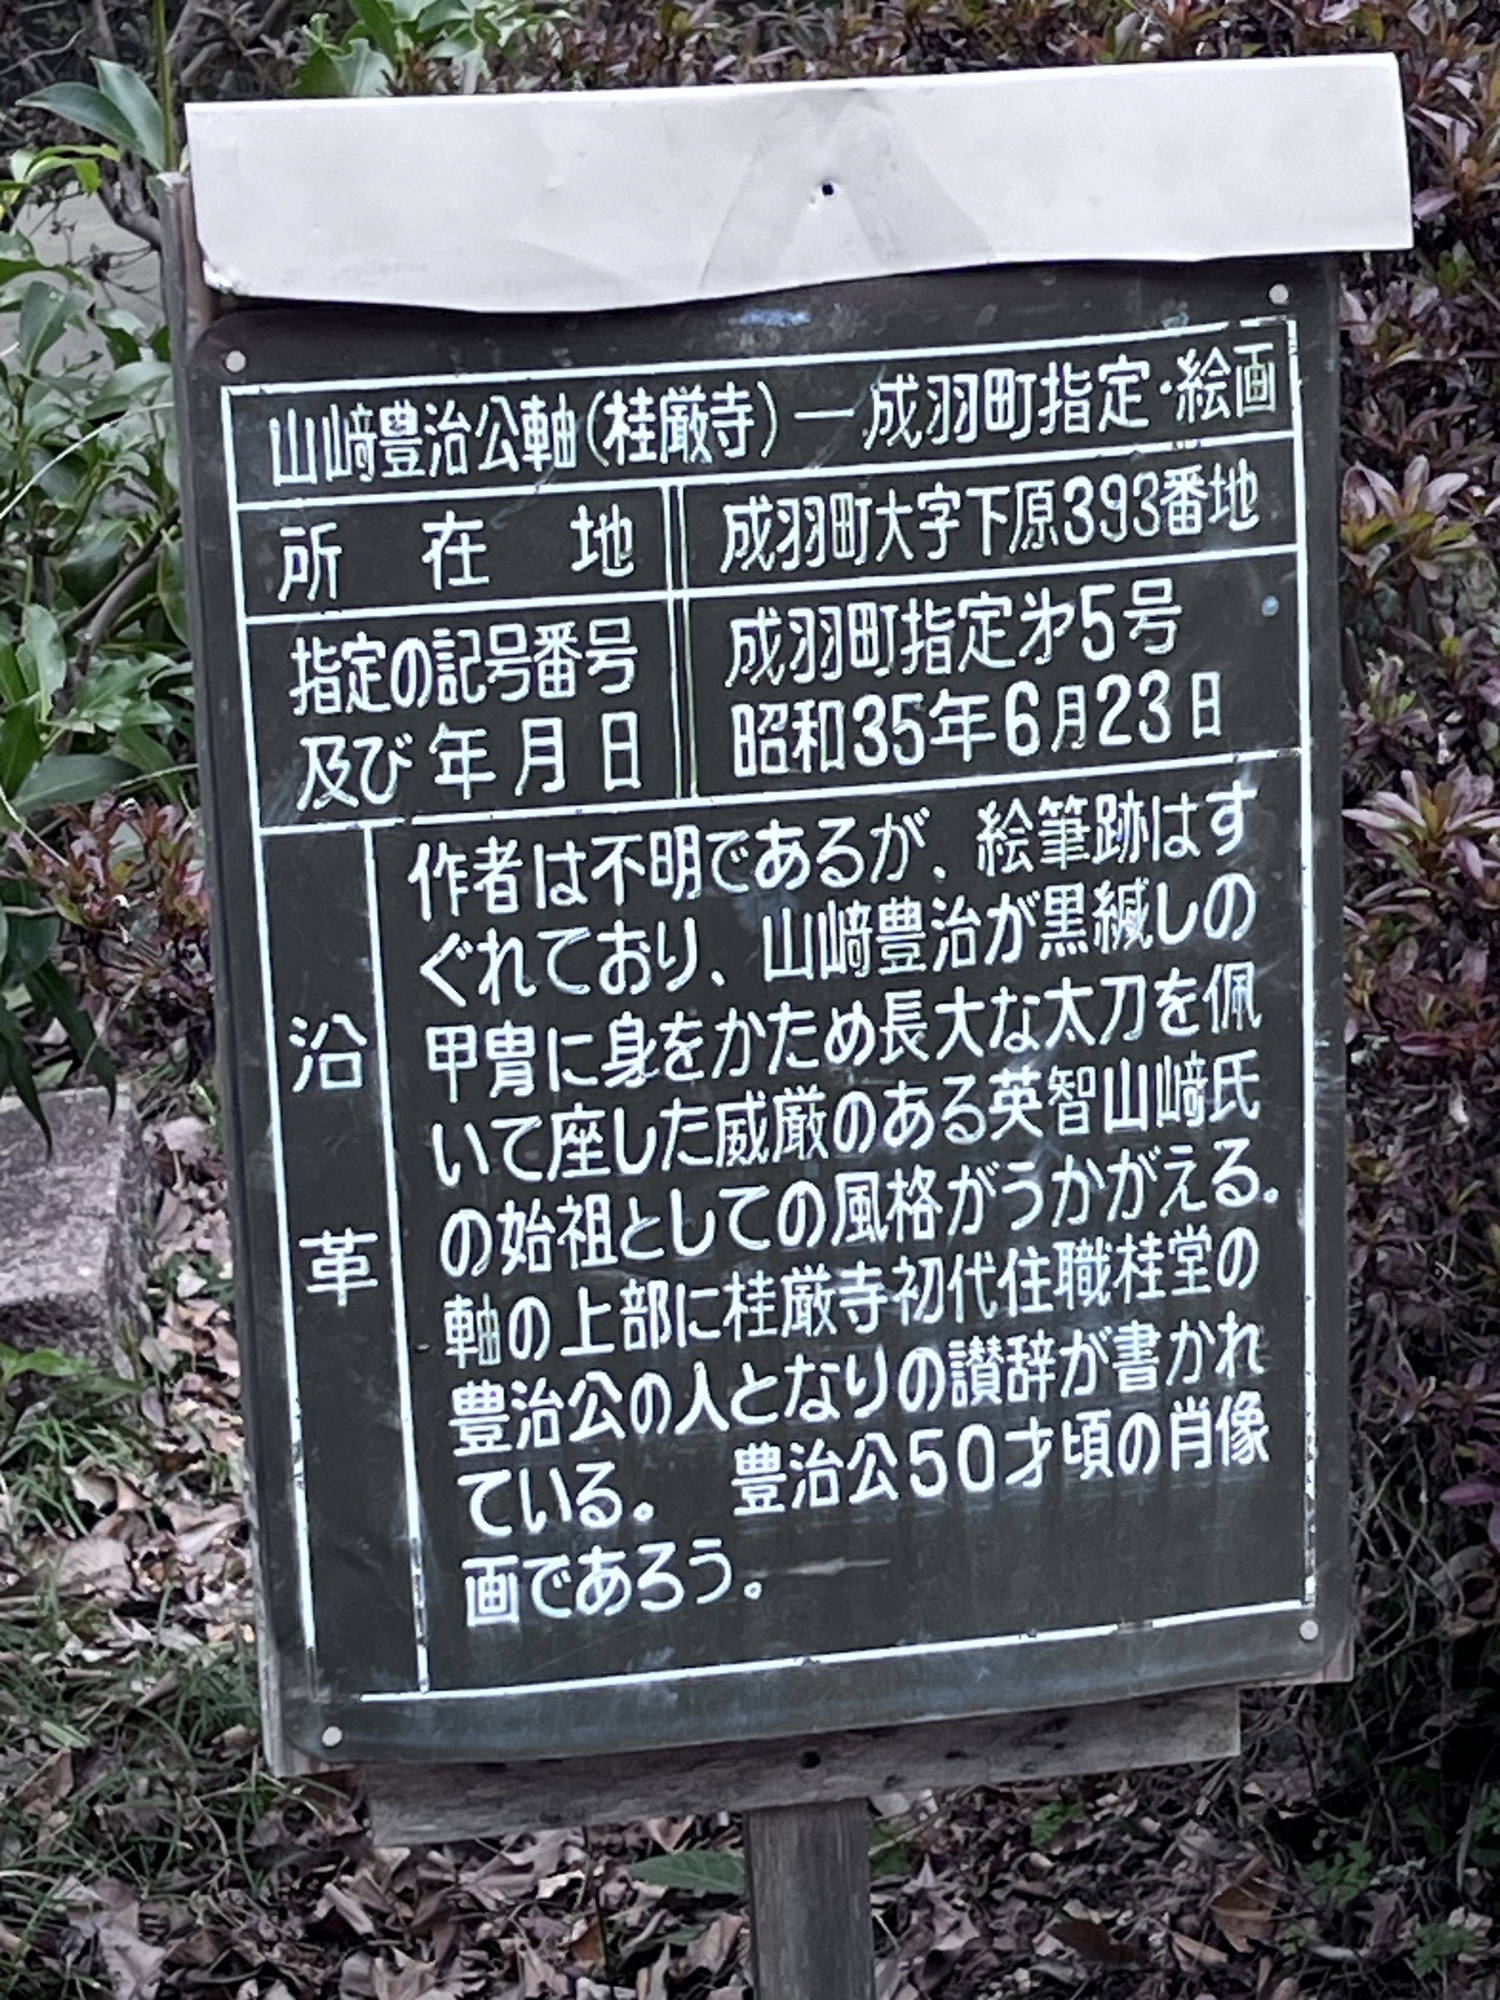 山﨑豊治公軸(桂厳寺)―成羽町指定・絵画
所在地 成羽町大字下原393番地
指定の記号番号 成羽町指定㐧5号
及び年月日 昭和35年6月23日
沿革
作者は不明であるが、絵筆跡はす
ぐれており、山﨑豊治が黒縅しの
甲冑に身をかため長大な太刀を佩
いて座した威厳のある英智山﨑氏
の始祖としての風格がうかがえる。
軸の上部に桂厳寺初代住職桂堂の
豊治公の人となりの讃辞が書かれ
ている。 豊治公50才頃の肖像
画であろう。